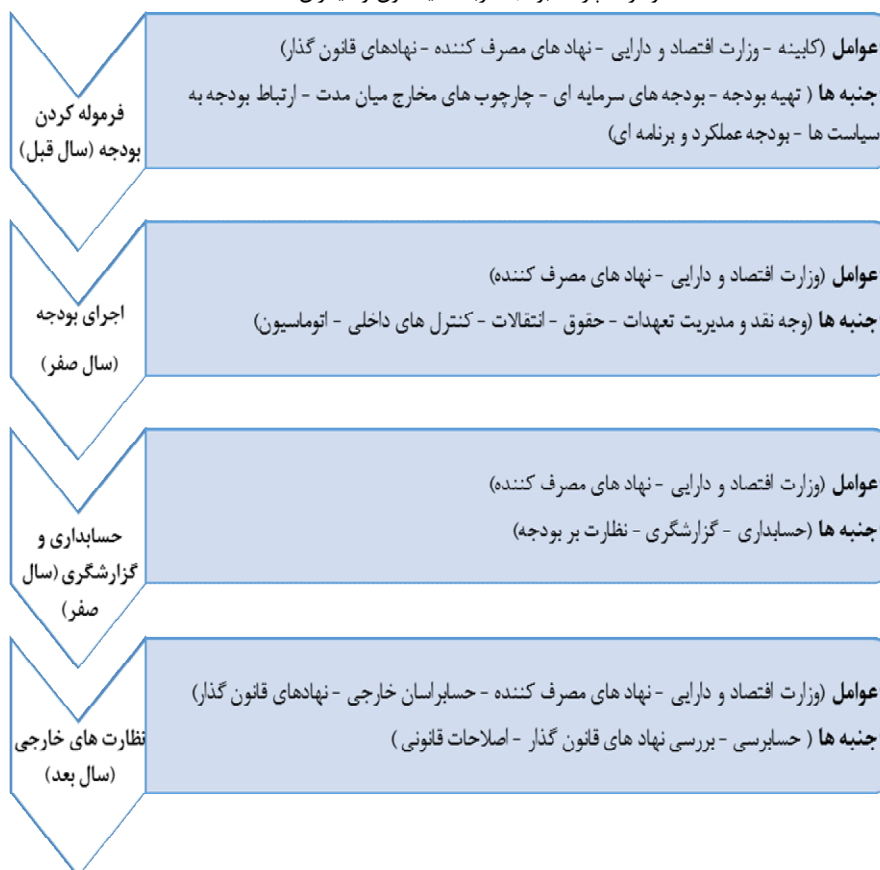 عوامل (کابینه - وزارت اقتصاد و دارایی - نهاد های مصرف کننده - نهادهای قانون گذار)
جنبه ها ( تهیه بودجه - بودجه های سرمایه ای - چارچوب های مخارج میان مدت - ارتباط بودجه به
سیاست ها - بودجه عملکرد و برنامه ای)
فرموله کردن
بودجه (سال قبل)
عوامل (وزارت اقتصاد و دارایی - نهاد های مصرف کننده)
جنبه ها (وجه نقد و مدیریت تعهدات - حقوق - انتقالات - کنترل های داخلی - اتوماسیون)
اجرای بودجه
(سال صفر)
عوامل (وزارت اقتصاد و دارایی - نهاد های مصرف کننده)
جنبه ها (حسابداری - گزارشگری - نظارت بر بودجه)
حسابداری و
گزارشگری (سال
صفر)
عوامل (وزارت اقتصاد و دارایی - نهاد های مصرف کننده - حسابراسان خارجی - نهادهای قانون گذار)
جنبه ها ( حسابرسی - بررسی نهاد های قانون گذار - اصلاحات قانونی )
نظارت های خارجی
(سال بعد)